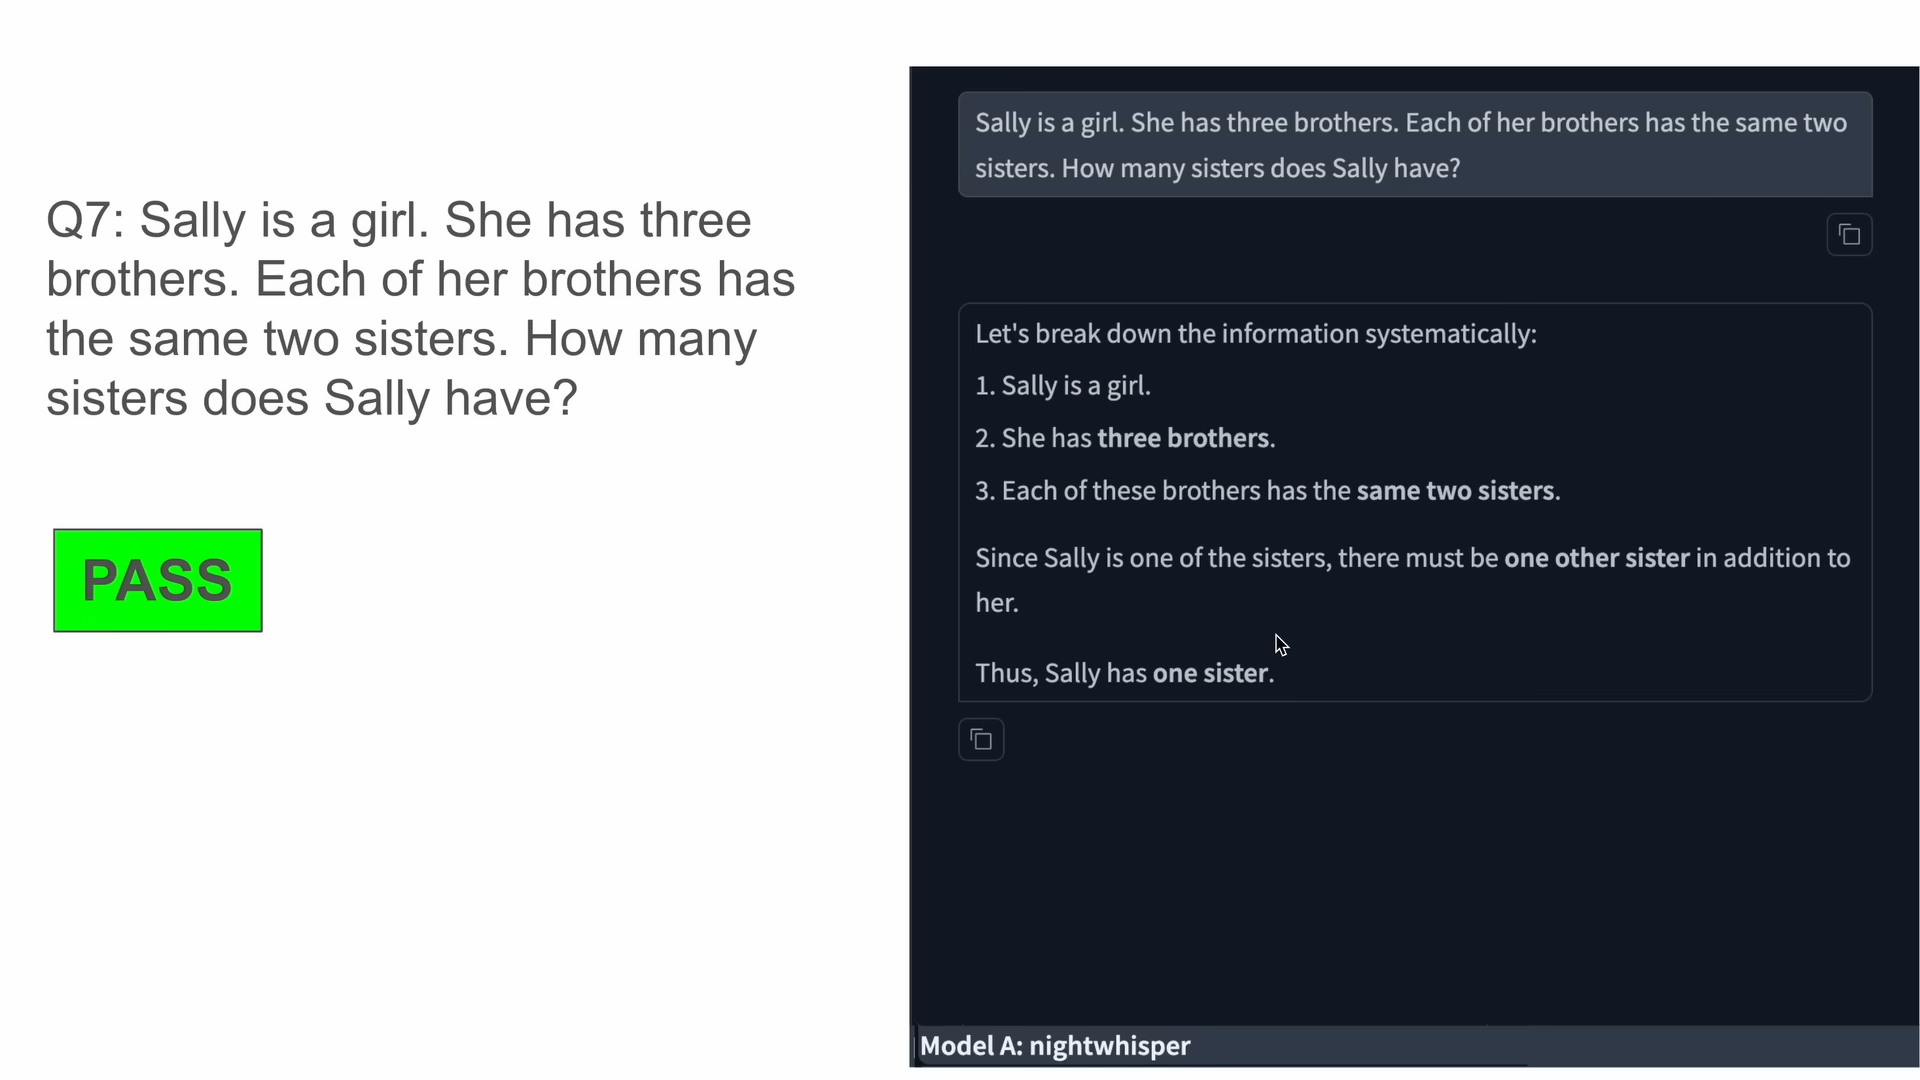 Q7: Sally is a girl. She has three
brothers. Each of her brothers has
the same two sisters. How many
sisters does Sally have?
PASS
Sally is a girl. She has three brothers. Each of her brothers has the same two
sisters. How many sisters does Sally have?
Let's break down the information systematically:
1. Sally is a girl.
2. She has three brothers.
3. Each of these brothers has the same two sisters.
Since Sally is one of the sisters, there must be one other sister in addition to
her.
Thus, Sally has one sister.
Model A: nightwhisper